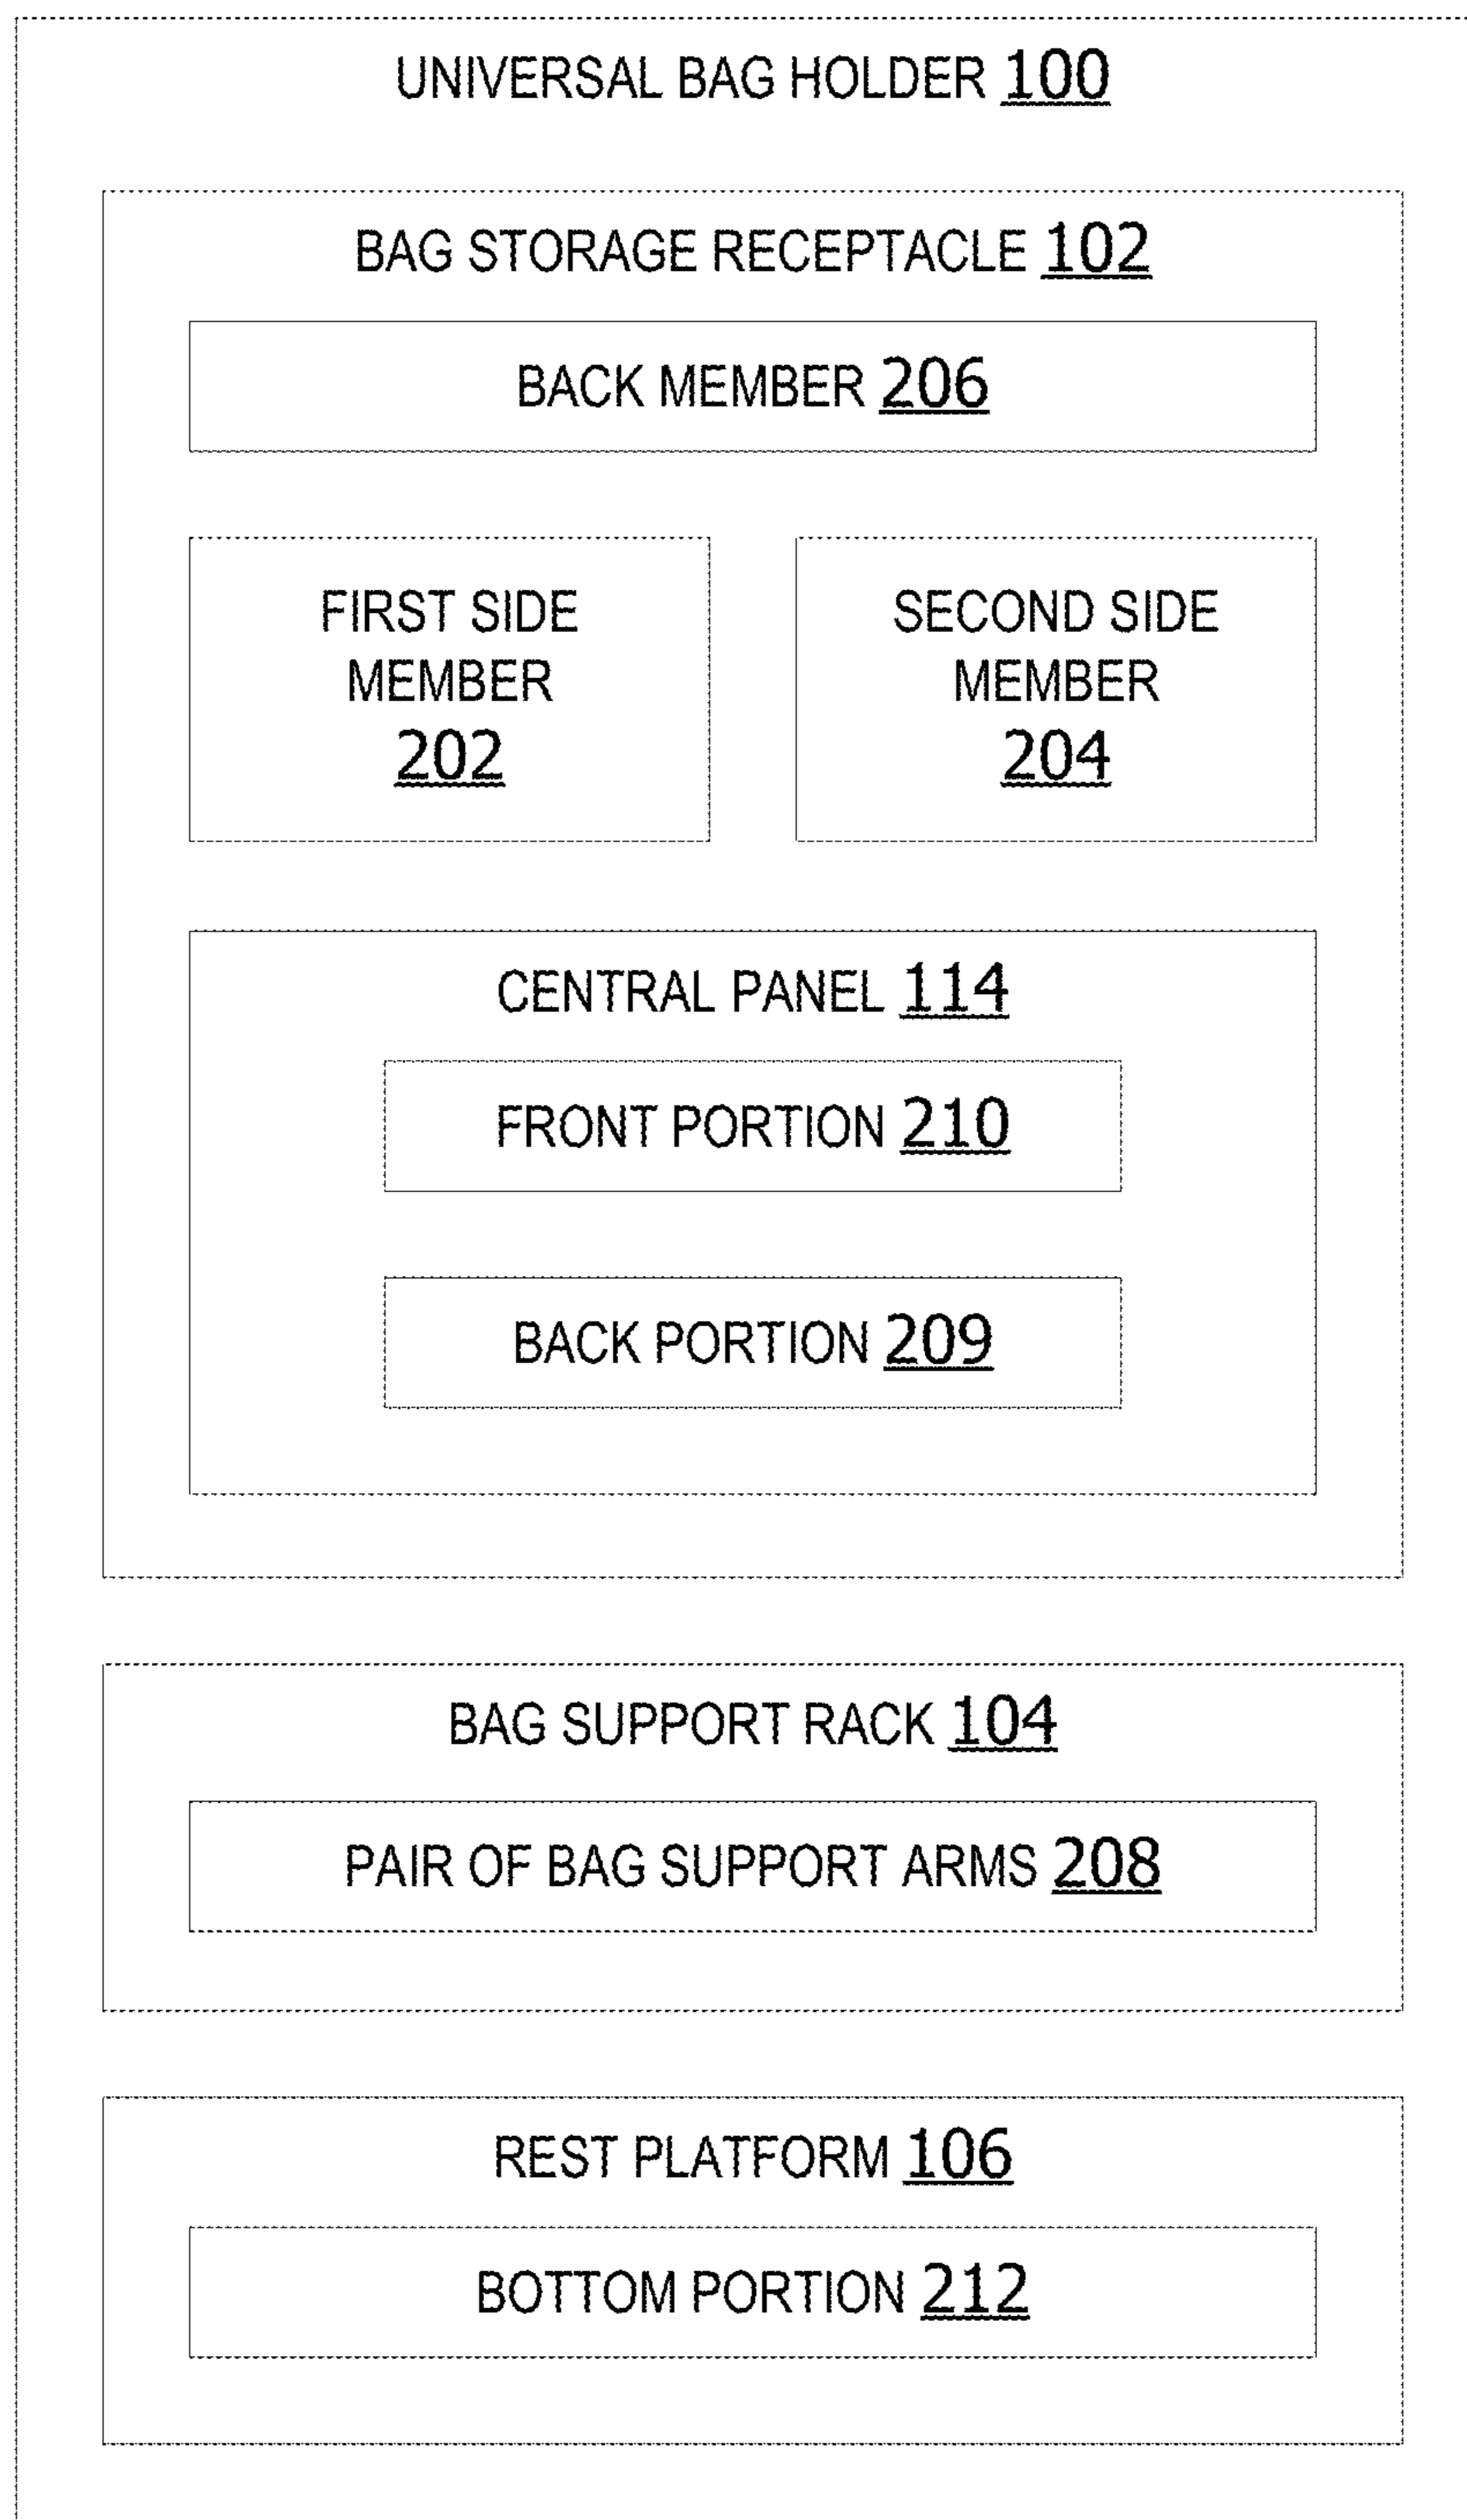 UNIVERSAL BAG HOLDER 100
BAG STORAGE RECEPTACLE 102
BACK MEMBER 206
FIRST SIDE
MEMBER
202
SECOND SIDE
MEMBER
204
CENTRAL PANEL 114
FRONT PORTION 210
BACK PORTION 209
BAG SUPPORT RACK 104
PAIR OF BAG SUPPORT ARMS 208
REST PLATFORM 106
BOTTOM PORTION 212